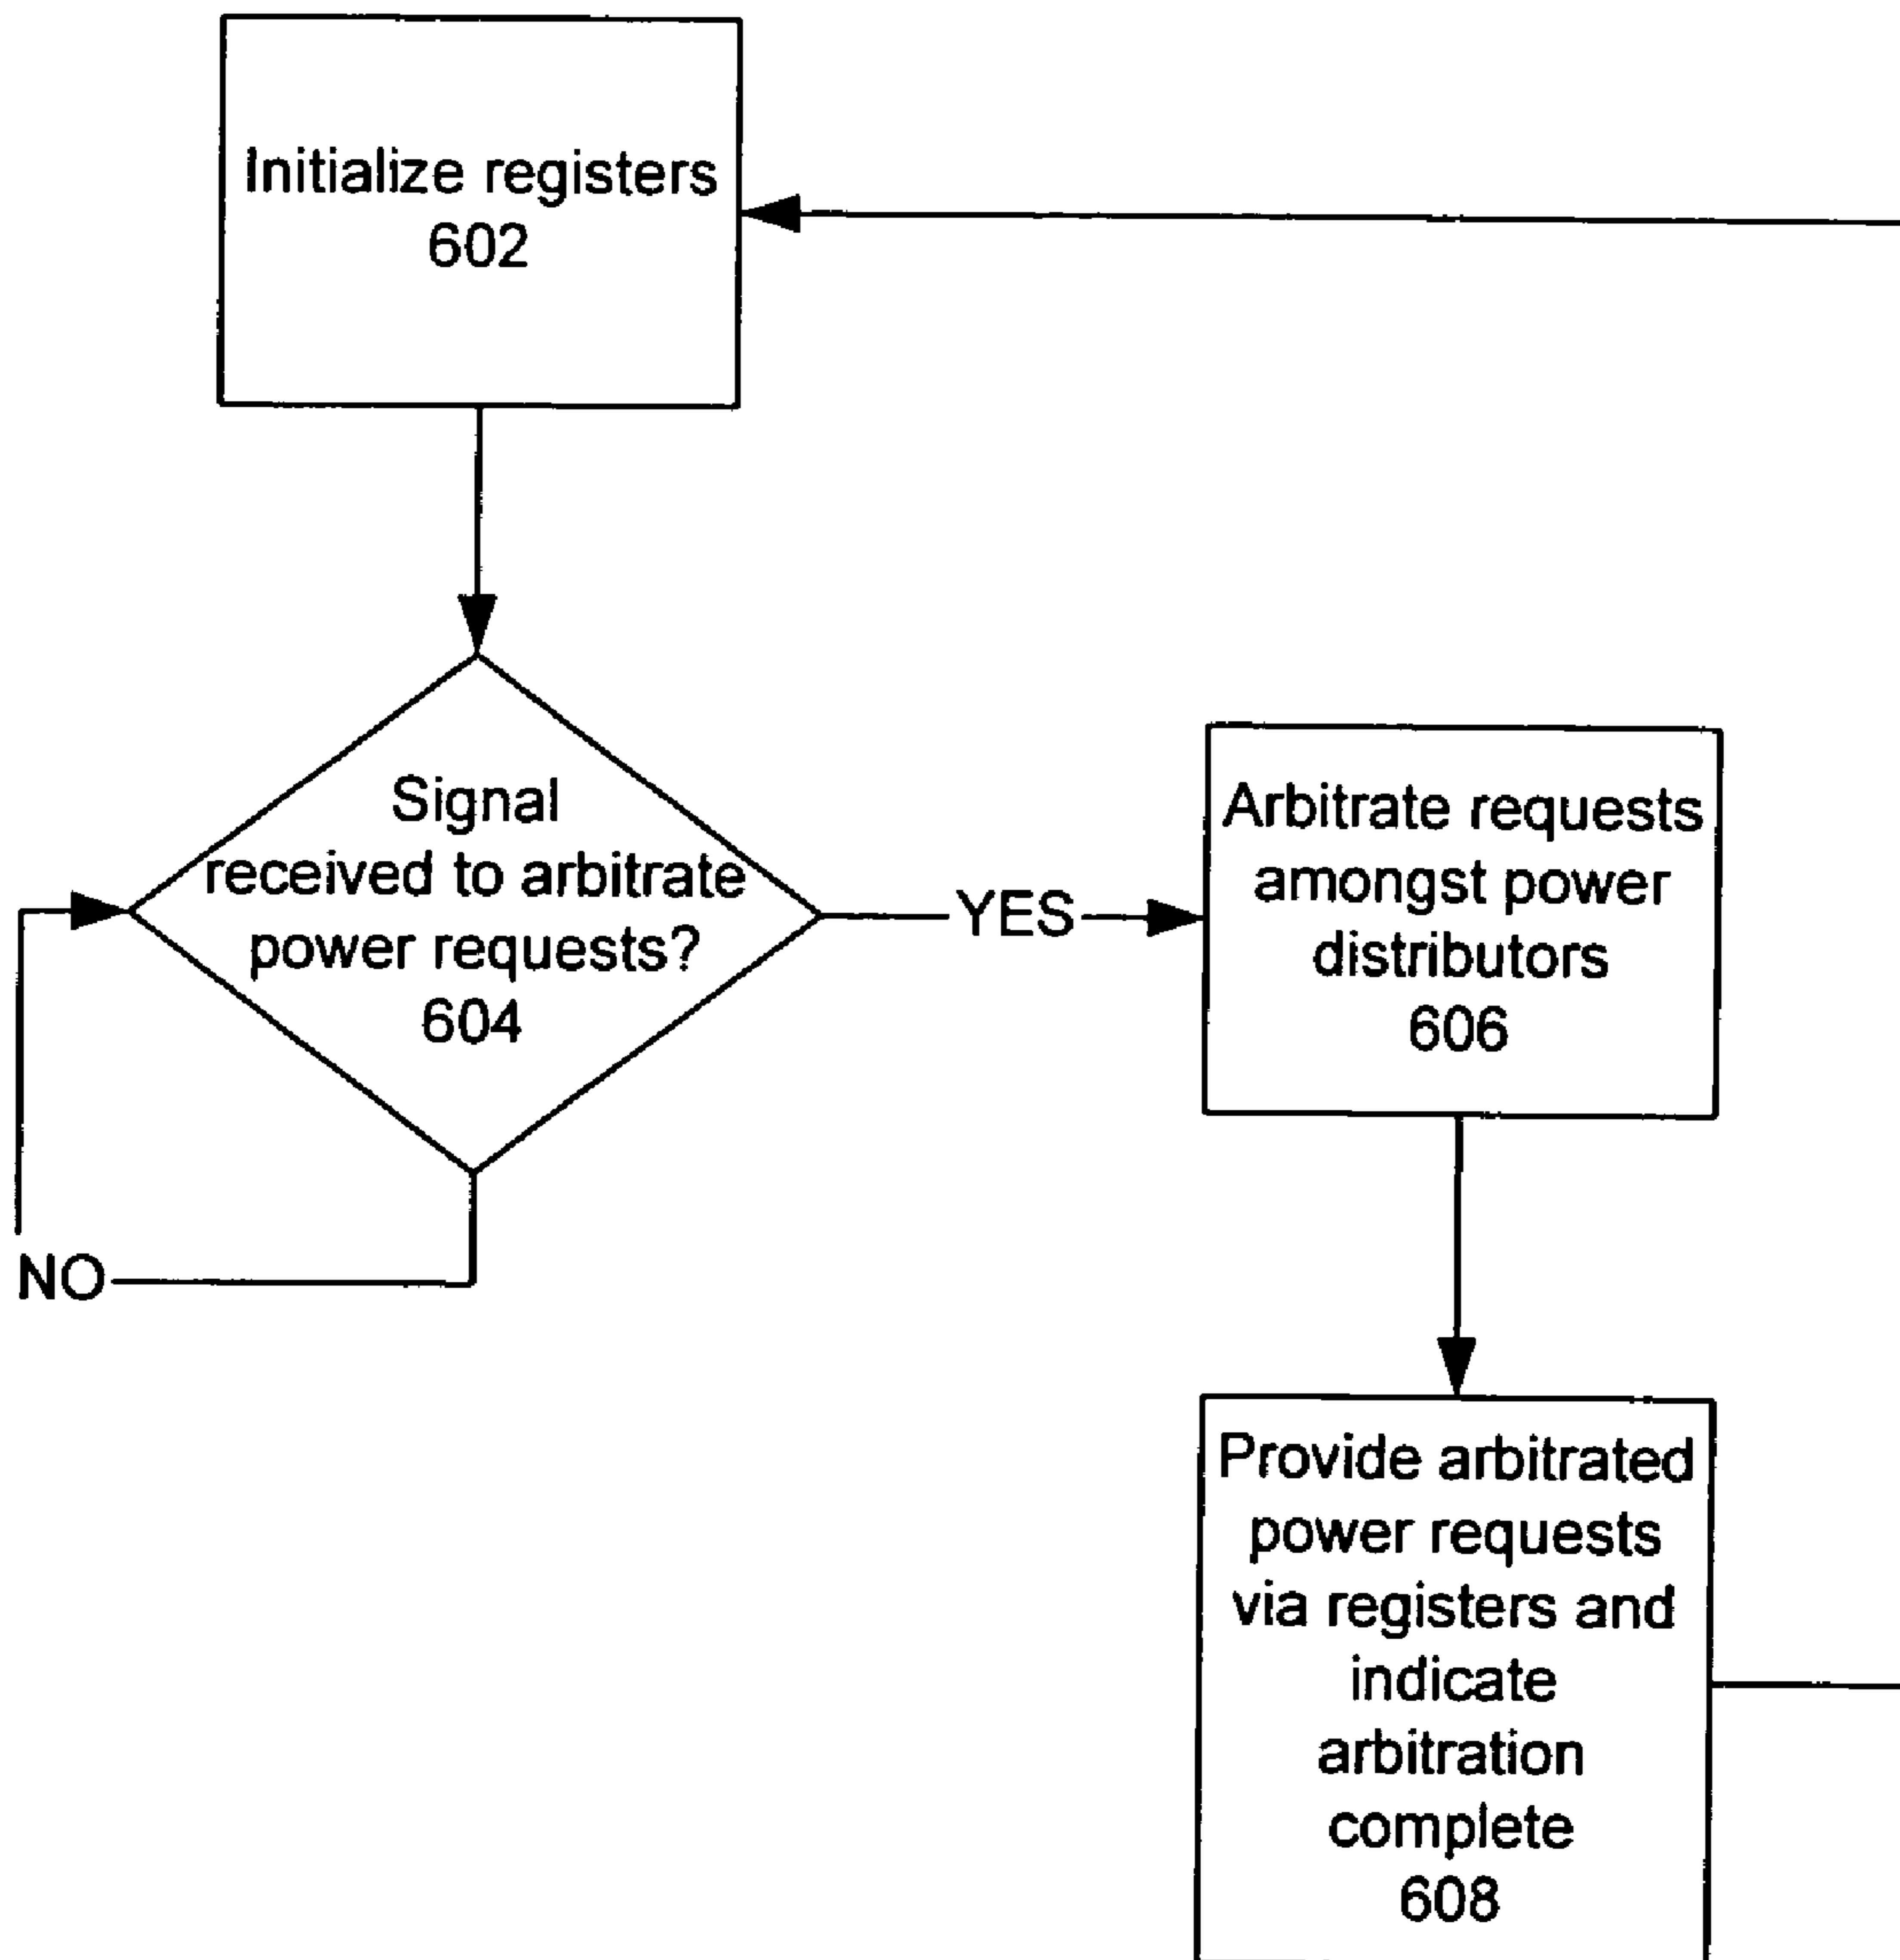 Initialize registers
602
Signal
received to arbitrate
power requests?
604
YES
NO
Arbitrate requests
amongst power
distributors
606
Provide arbitrated
power requests
via registers and
indicate
arbitration
complete
608